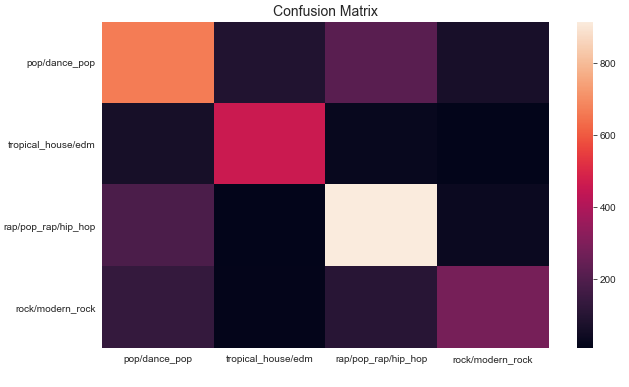 Confusion Matrix
pop/dance_pop
tropical_house/edm
rap/pop_rap/hip_hop
rock/modern_rock
pop/dance_pop tropical_house/edm rap/pop_rap/hip_hop rock/modern_rock
800
600
400
200